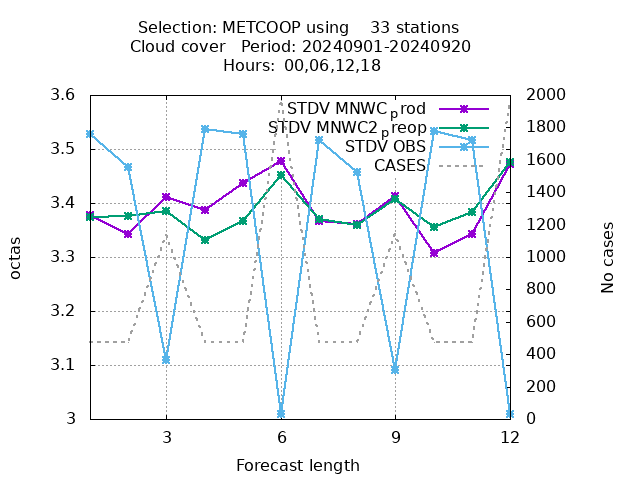 Selection: METCOOP using    33 stations
Cloud cover   Period: 20240901-20240920
Hours: 00,06,12,18
STDV MNWCprod
STDV MNWC2preop
STDV OBS
CASES
octas
No cases
3.6
3.5
3.4
3.3
3.2
3.1
3
2000
1800
1600
1400
1200
1000
800
600
400
200
0
3 6 9 12
Forecast length